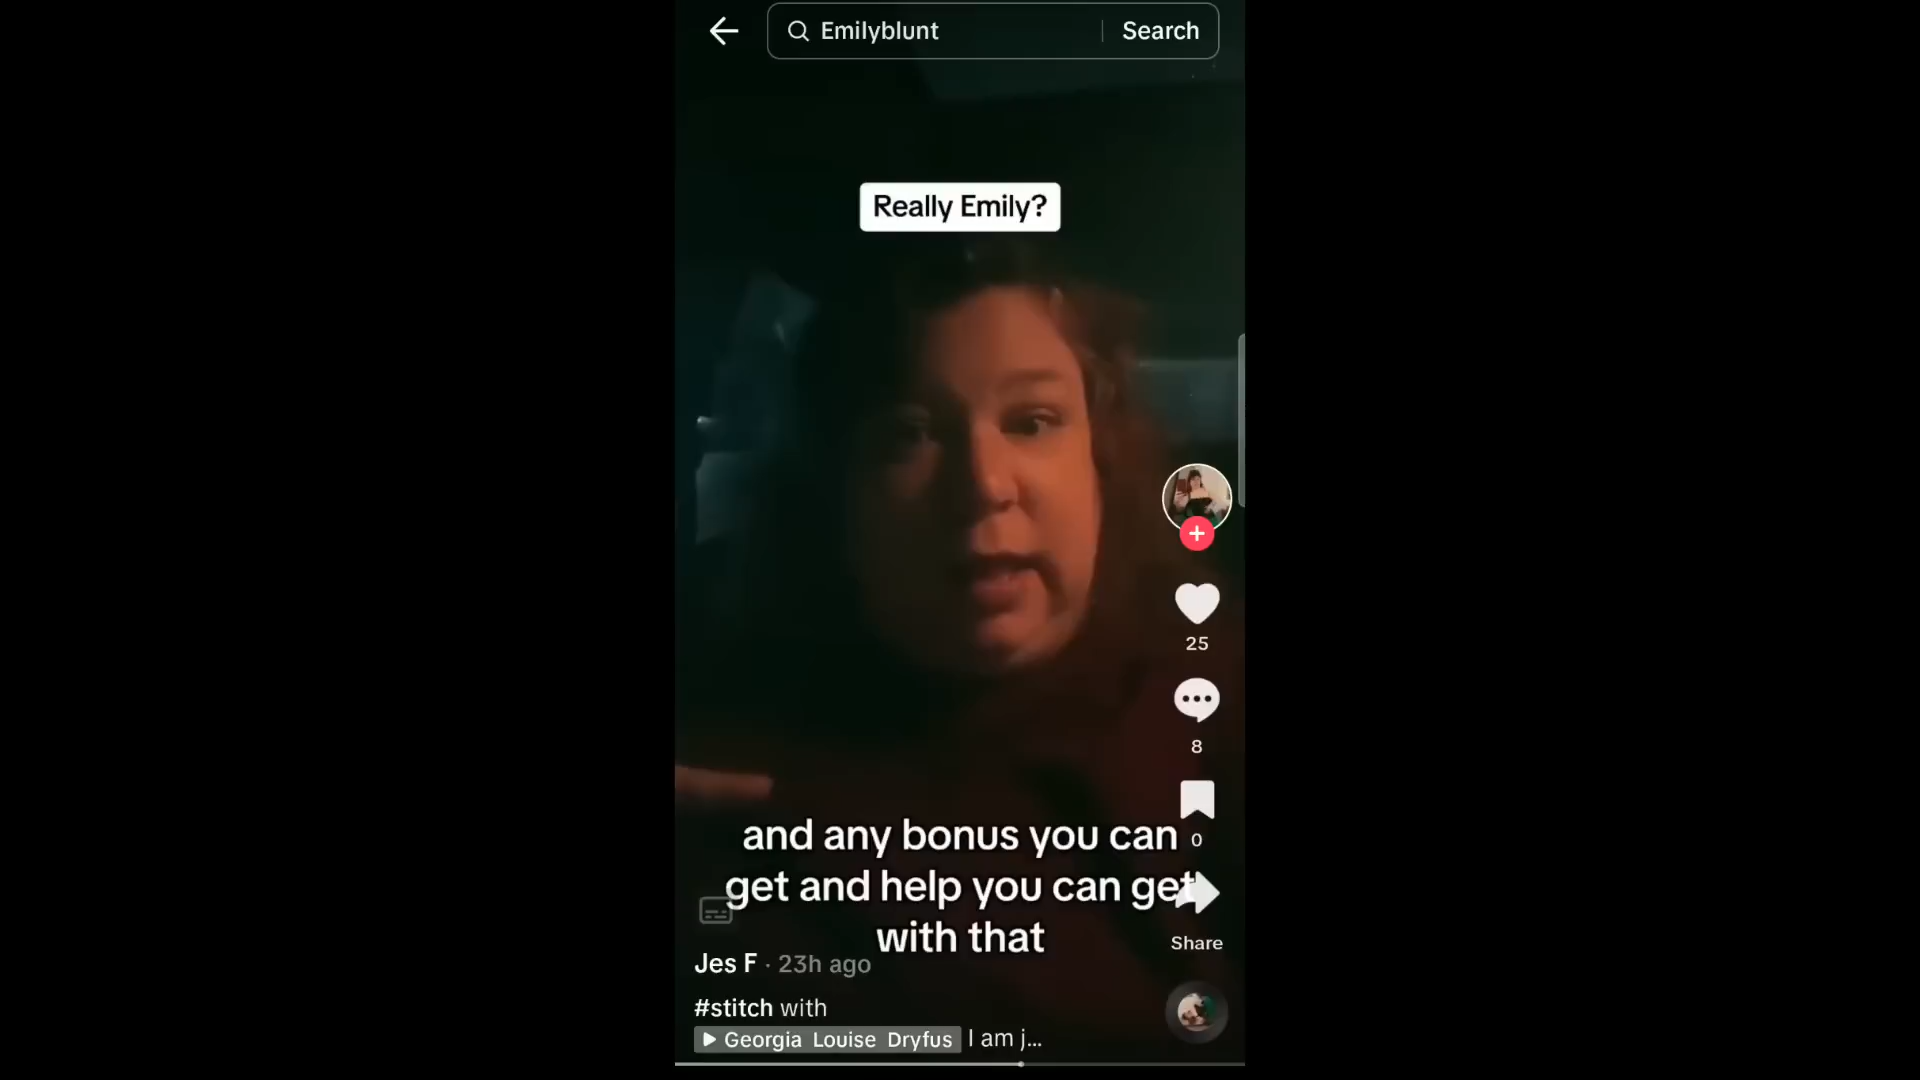 Emilyblunt
Search
Really Emily?
25
8
0
and any bonus you can
get and help you can get
with that
Share
Jes F · 23h ago
#stitch with
Georgia Louise Dryfus I am j...